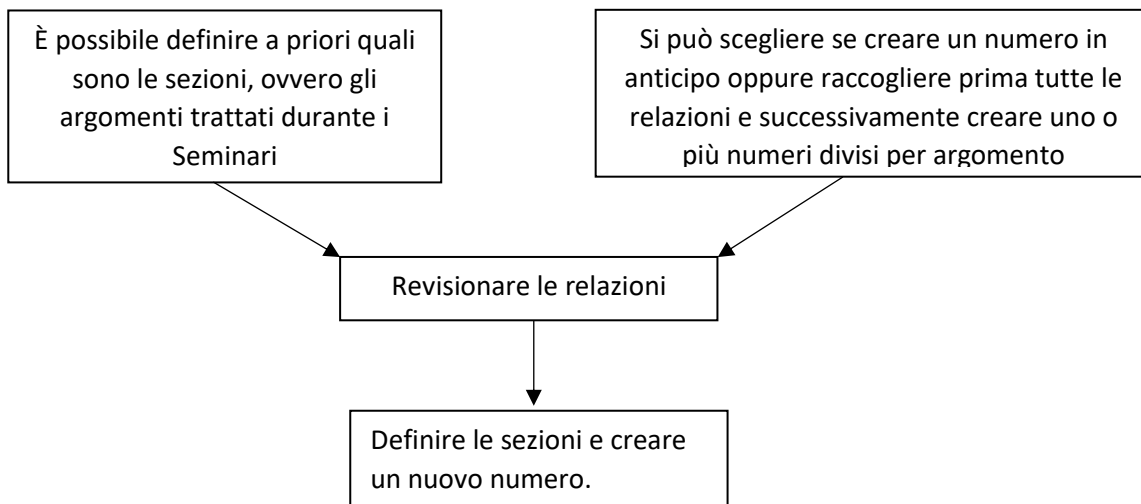 È possibile definire a priori quali
sono le sezioni, ovvero gli
argomenti trattati durante i
Seminari
Si può scegliere se creare un numero in
anticipo oppure raccogliere prima tutte le
relazioni e successivamente creare uno o
più numeri divisi per argomento
Revisionare le relazioni
Definire le sezioni e creare
un nuovo numero.